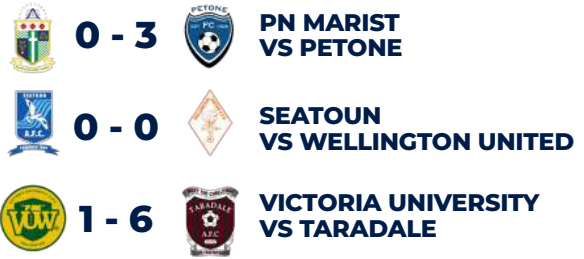 0 - 3
PETONE
FC
PN MARIST
VS PETONE
SEATOUN
A.F.C.
0 - 0
SEATOUN
VS WELLINGTON UNITED
VUW
1 - 6
TARADALE
A.F.C
VICTORIA UNIVERSITY
VS TARADALE